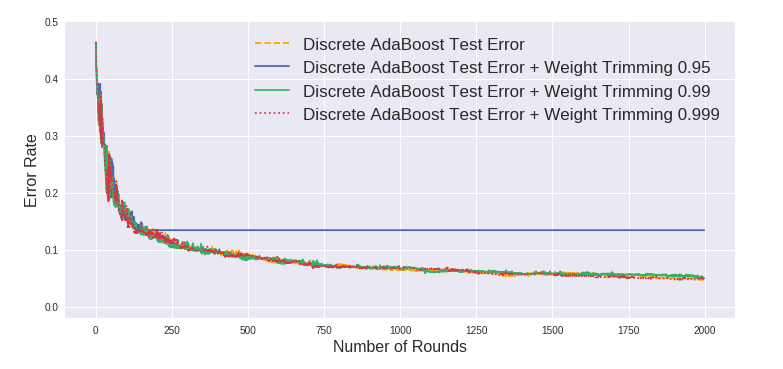 0.5
Discrete AdaBoost Test Error
Discrete AdaBoost Test Error + Weight Trimming 0.95
0.4
Discrete AdaBoost Test Error + Weight Trimming 0.99
Discrete AdaBoost Test Error + Weight Trimming 0.999
0.3
Error Rate
0.2
0.1
0.0
0 250 500 750 1000 1250 1500 1750 2000
Number of Rounds